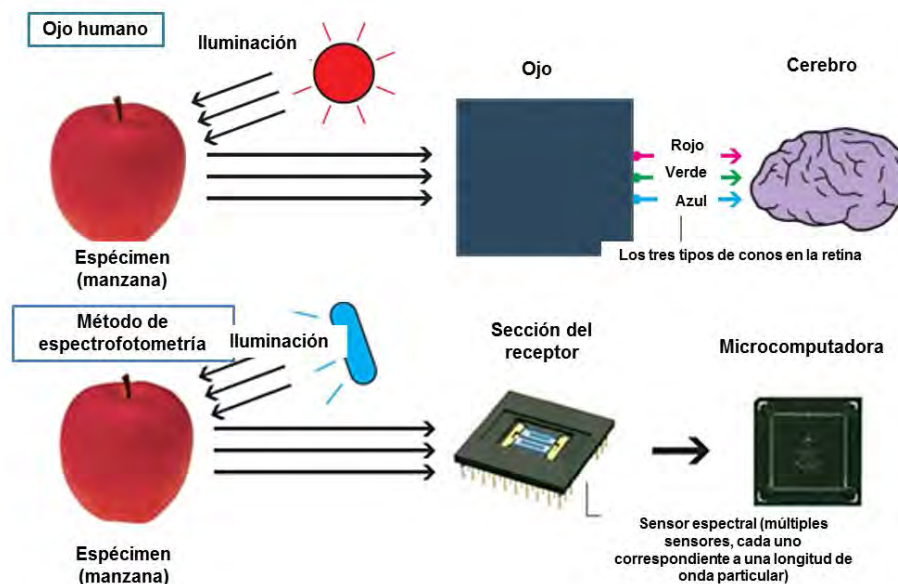 Ojo humano
Iluminación
Ojo
Cerebro
Rojo
Verde
Azul
Espécimen
(manzana)
Los tres tipos de conos en la retina
Método de
espectrofotometría
Iluminación
Sección del
receptor
Microcomputadora
Espécimen
(manzana)
Sensor espectral (múltiples
sensores, cada uno
correspondiente a una longitud de
onda particular)